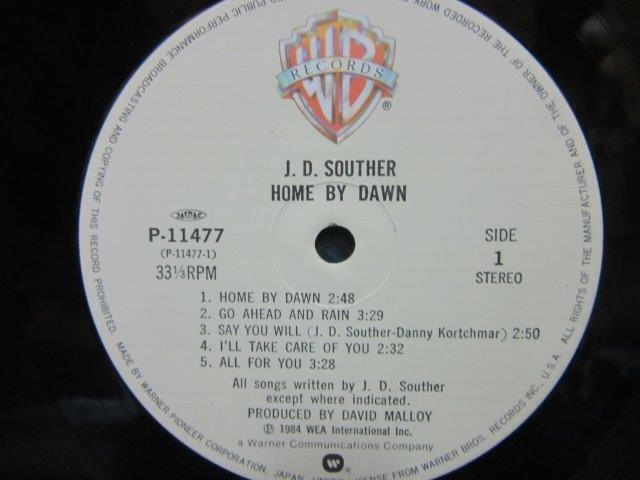 WB
RECORDS
®
J. D. SOUTHER
HOME BY DAWN
JASRAC
P-11477
(P-11477-1)
33⅓RPM
SIDE
1
STEREO
1. HOME BY DAWN 2:48
2. GO AHEAD AND RAIN 3:29
3. SAY YOU WILL (J. D. Souther-Danny Kortchmar) 2:50
4. I'LL TAKE CARE OF YOU 2:32
5. ALL FOR YOU 3:28
All songs written by J. D. Souther
except where indicated.
PRODUCED BY DAVID MALLOY
Ⓟ 1984 WEA International Inc.
a Warner Communications Company
®
ALL RIGHTS OF THE MANUFACTURER AND OF THE OWNER OF THE RECORDED WORK
PUBLIC PERFORMANCE BROADCASTING AND COPYING OF THIS RECORD PROHIBITED. MADE BY WARNER PIONEER CORPORATION, JAPAN, UNDER LICENSE FROM WARNER BROS. RECORDS INC., U.S.A.